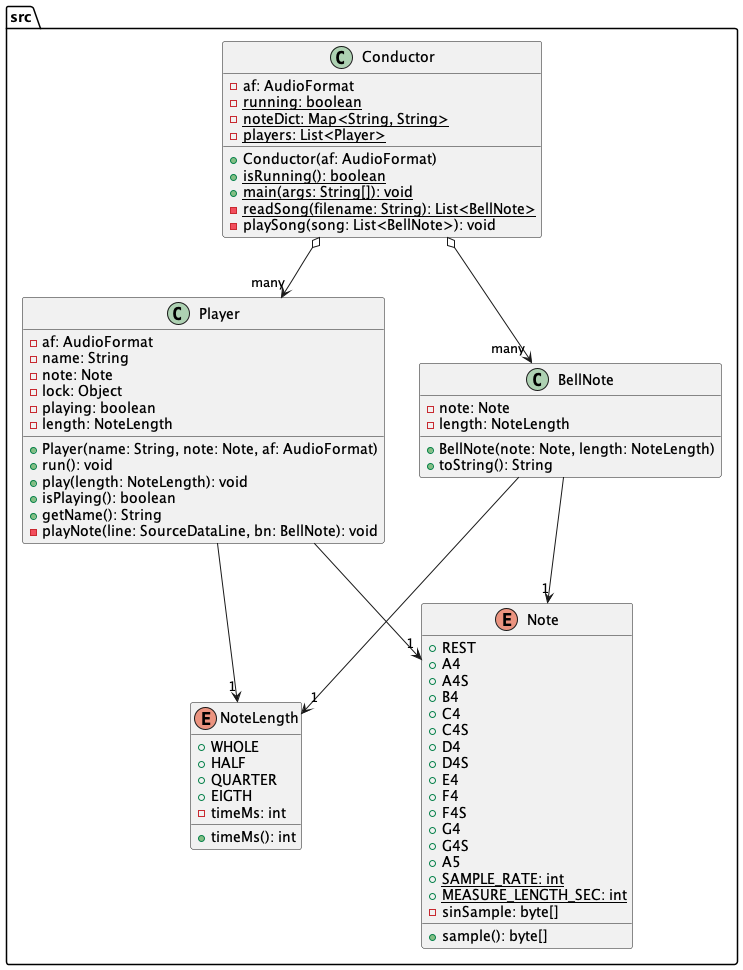 src
C Conductor
af: AudioFormat
running: boolean
noteDict: Map<String, String>
players: List<Player>
Conductor(af: AudioFormat)
isRunning(): boolean
main(args: String[]): void
readSong(filename: String): List<BellNote>
playSong(song: List<BellNote>): void
many
many
C Player
af: AudioFormat
name: String
note: Note
lock: Object
playing: boolean
length: NoteLength
Player(name: String, note: Note, af: AudioFormat)
run(): void
play(length: NoteLength): void
isPlaying(): boolean
getName(): String
playNote(line: SourceDataLine, bn: BellNote): void
C BellNote
note: Note
length: NoteLength
BellNote(note: Note, length: NoteLength)
toString(): String
1
1
1
1
E NoteLength
WHOLE
HALF
QUARTER
EIGTH
timeMs: int
timeMs(): int
E Note
REST
A4
A4S
B4
C4
C4S
D4
D4S
E4
F4
F4S
G4
G4S
A5
SAMPLE_RATE: int
MEASURE_LENGTH_SEC: int
sinSample: byte[]
sample(): byte[]